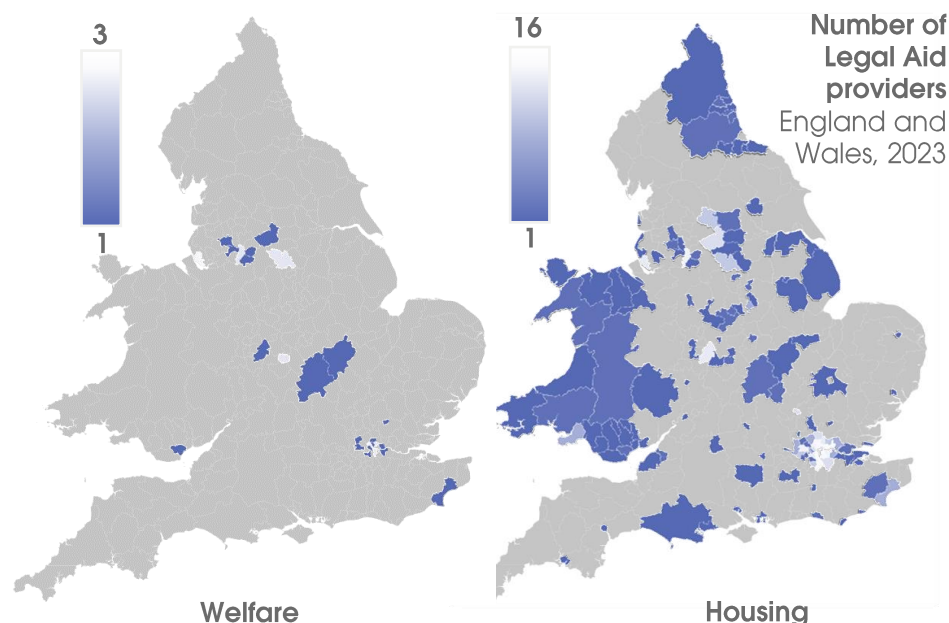 3
1
Welfare
16
1
Housing
Number of
Legal Aid
providers
England and
Wales, 2023